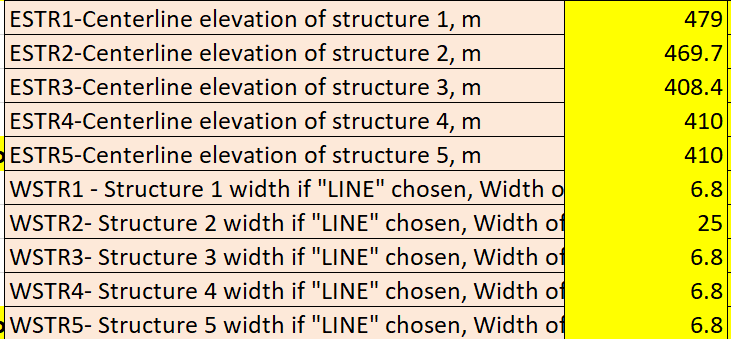 ESTR1-Centerline elevation of structure 1, m 479
ESTR2-Centerline elevation of structure 2, m 469.7
ESTR3-Centerline elevation of structure 3, m 408.4
ESTR4-Centerline elevation of structure 4, m 410
ESTR5-Centerline elevation of structure 5, m 410
WSTR1 - Structure 1 width if "LINE" chosen, Width o 6.8
WSTR2- Structure 2 width if "LINE" chosen, Width of 25
WSTR3- Structure 3 width if "LINE" chosen, Width of 6.8
WSTR4- Structure 4 width if "LINE" chosen, Width of 6.8
WSTR5- Structure 5 width if "LINE" chosen, Width of 6.8